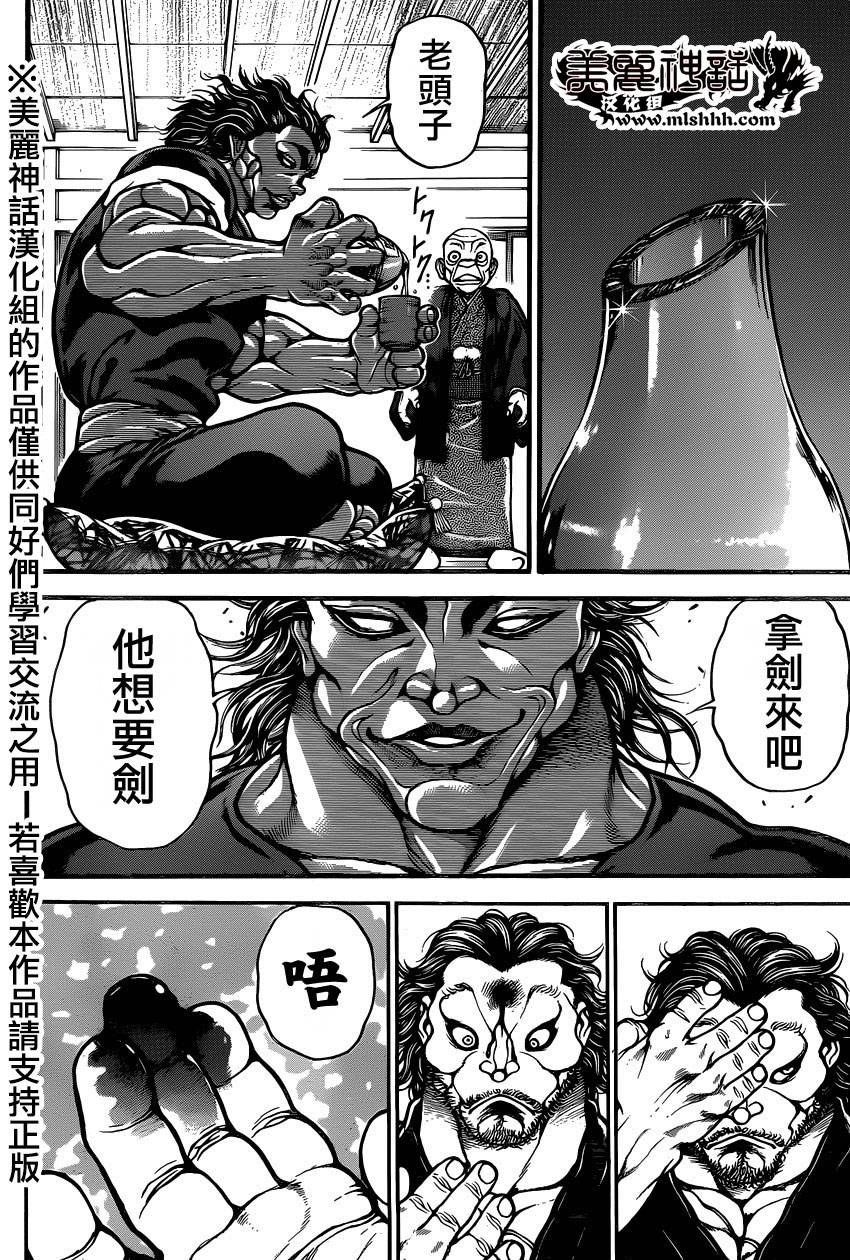 美麗神話
汉化组
www.mlshhh.com
老頭子
トクトク…
拿劍來吧
他想要劍
唔
※美麗神話漢化組的作品僅供同好們學習交流之用－若喜歡本作品請支持正版－